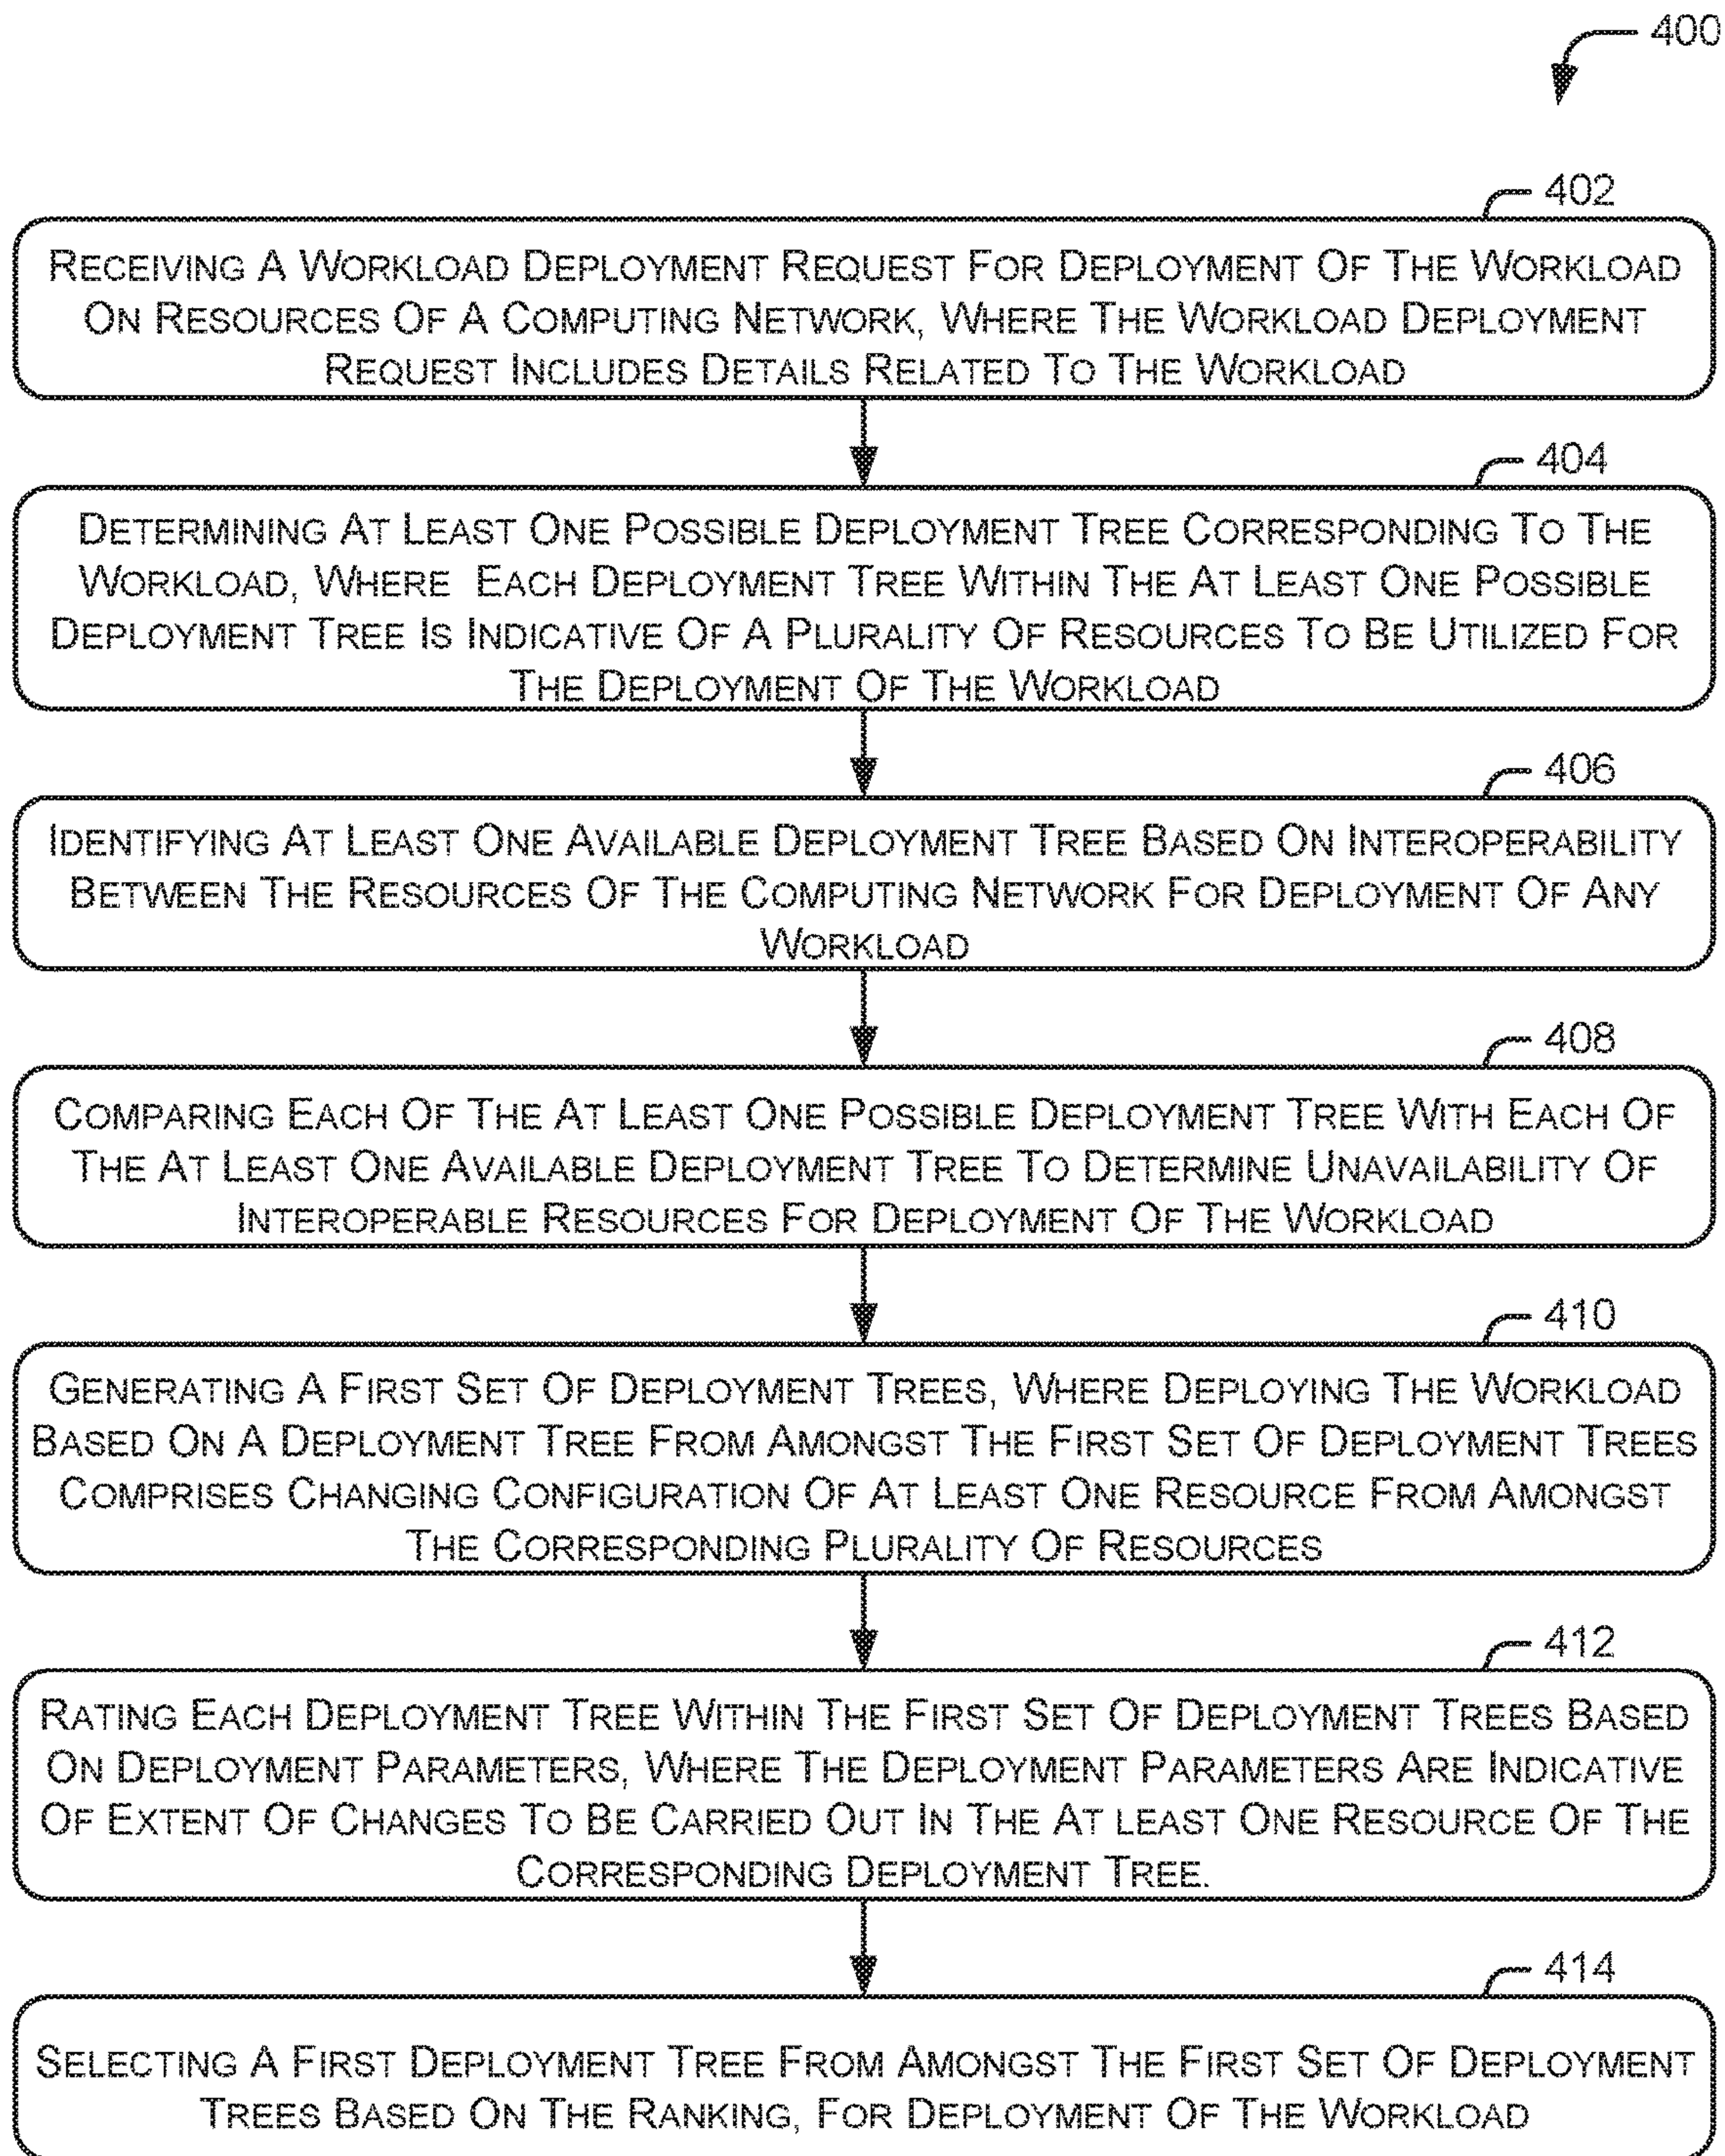 400
402
RECEIVING A WORKLOAD DEPLOYMENT REQUEST FOR DEPLOYMENT OF THE WORKLOAD
ON RESOURCES OF A COMPUTING NETWORK, WHERE THE WORKLOAD DEPLOYMENT
REQUEST INCLUDES DETAILS RELATED TO THE WORKLOAD
404
DETERMINING AT LEAST ONE POSSIBLE DEPLOYMENT TREE CORRESPONDING TO THE
WORKLOAD, WHERE EACH DEPLOYMENT TREE WITHIN THE AT LEAST ONE POSSIBLE
DEPLOYMENT TREE IS INDICATIVE OF A PLURALITY OF RESOURCES TO BE UTILIZED FOR
THE DEPLOYMENT OF THE WORKLOAD
406
IDENTIFYING AT LEAST ONE AVAILABLE DEPLOYMENT TREE BASED ON INTEROPERABILITY
BETWEEN THE RESOURCES OF THE COMPUTING NETWORK FOR DEPLOYMENT OF ANY
WORKLOAD
408
COMPARING EACH OF THE AT LEAST ONE POSSIBLE DEPLOYMENT TREE WITH EACH OF
THE AT LEAST ONE AVAILABLE DEPLOYMENT TREE TO DETERMINE UNAVAILABILITY OF
INTEROPERABLE RESOURCES FOR DEPLOYMENT OF THE WORKLOAD
410
GENERATING A FIRST SET OF DEPLOYMENT TREES, WHERE DEPLOYING THE WORKLOAD
BASED ON A DEPLOYMENT TREE FROM AMONGST THE FIRST SET OF DEPLOYMENT TREES
COMPRISES CHANGING CONFIGURATION OF AT LEAST ONE RESOURCE FROM AMONGST
THE CORRESPONDING PLURALITY OF RESOURCES
412
RATING EACH DEPLOYMENT TREE WITHIN THE FIRST SET OF DEPLOYMENT TREES BASED
ON DEPLOYMENT PARAMETERS, WHERE THE DEPLOYMENT PARAMETERS ARE INDICATIVE
OF EXTENT OF CHANGES TO BE CARRIED OUT IN THE AT LEAST ONE RESOURCE OF THE
CORRESPONDING DEPLOYMENT TREE.
414
SELECTING A FIRST DEPLOYMENT TREE FROM AMONGST THE FIRST SET OF DEPLOYMENT
TREES BASED ON THE RANKING, FOR DEPLOYMENT OF THE WORKLOAD